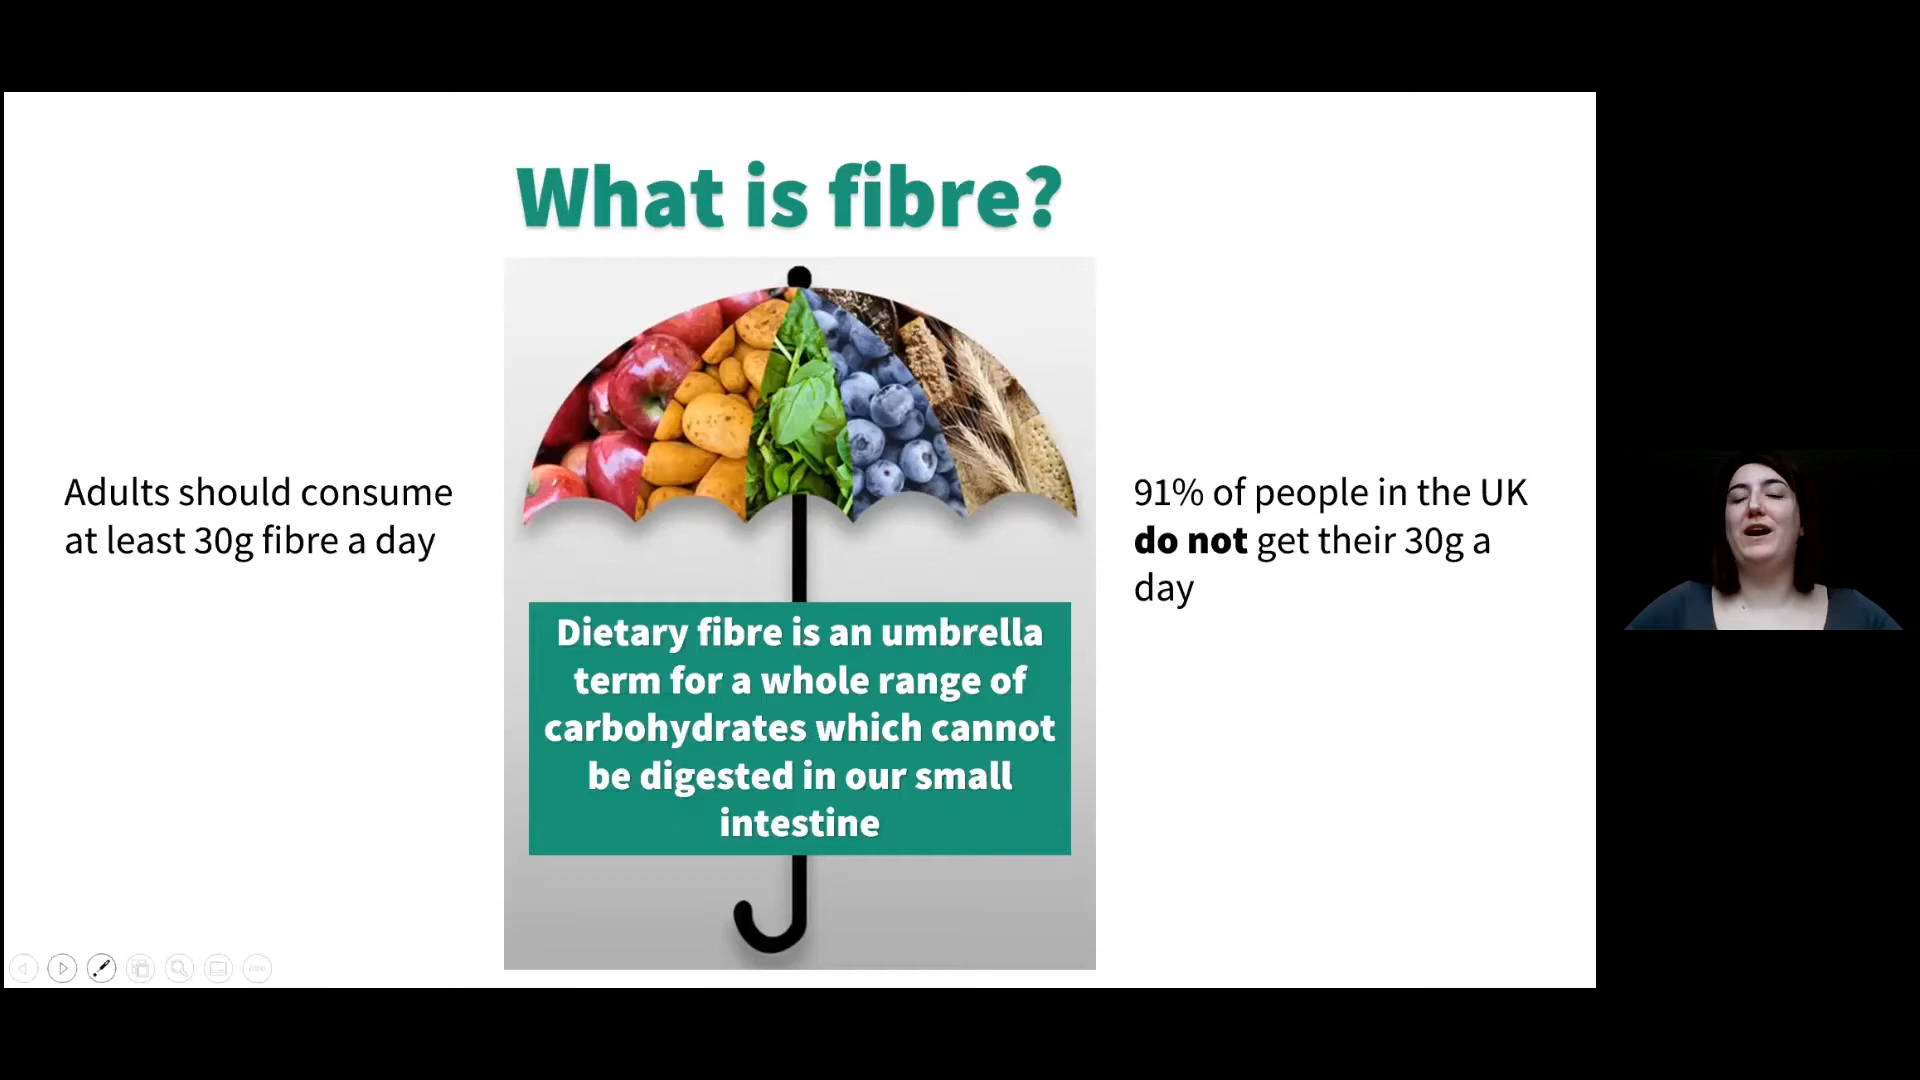 What is fibre?
Adults should consume
at least 30g fibre a day
Dietary fibre is an umbrella
term for a whole range of
carbohydrates which cannot
be digested in our small
intestine
91% of people in the UK
do not get their 30g a
day